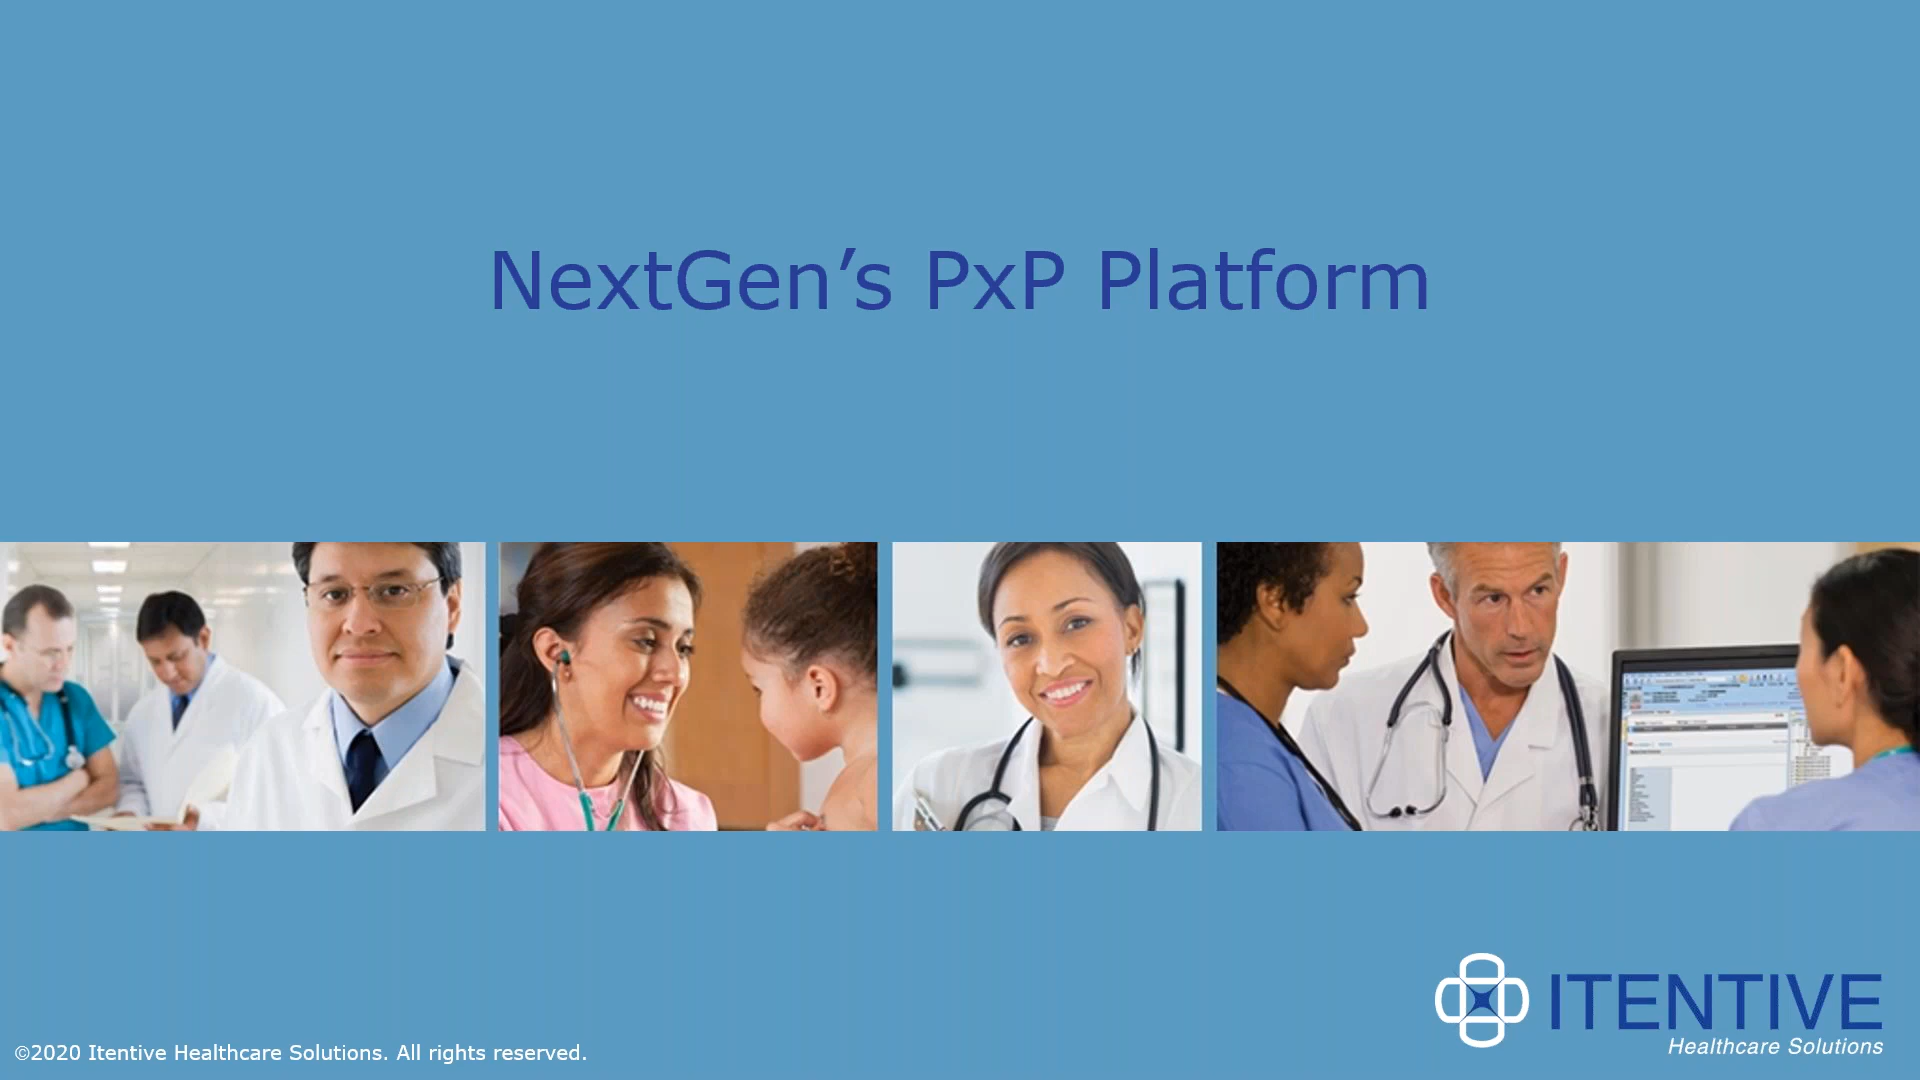 NextGen’s PxP Platform
ITENTIVE
Healthcare Solutions
©2020 Itentive Healthcare Solutions. All rights reserved.